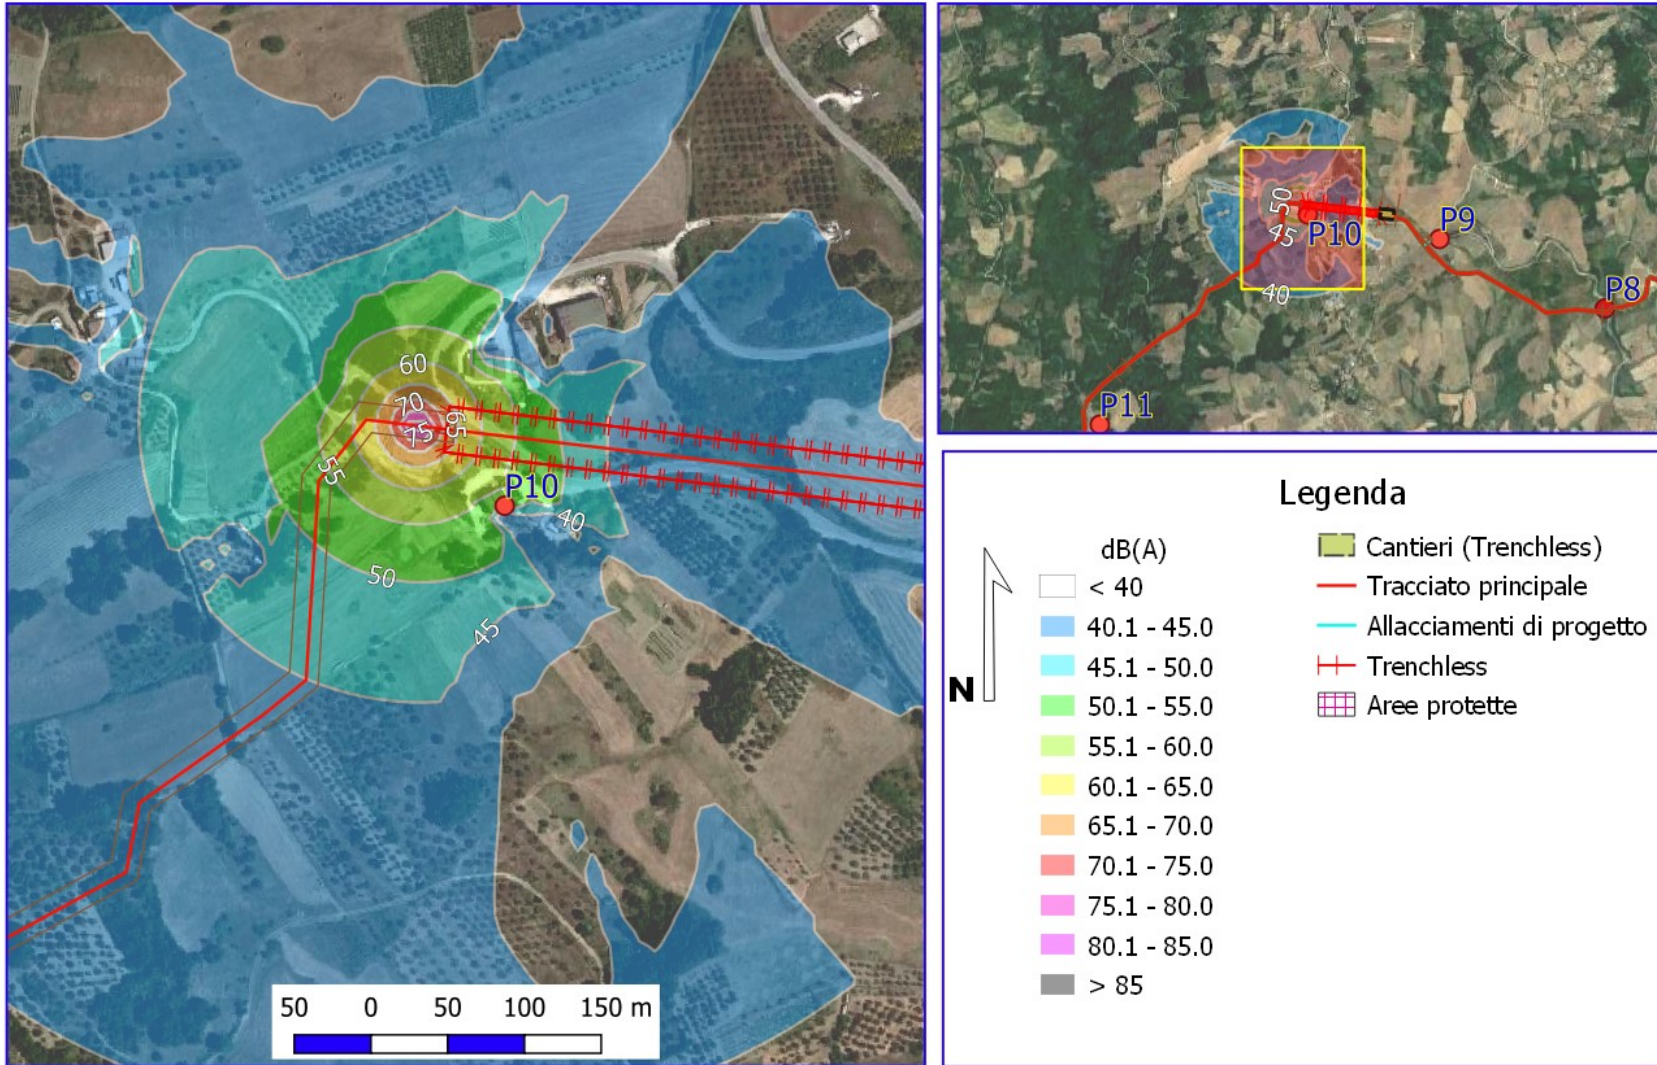 60
70
75
65
55
P10
40
50
45
50 0 50 100 150 m
50
45
P10
40
P9
P8
P11
Legenda
N
dB(A)
< 40
40.1 - 45.0
45.1 - 50.0
50.1 - 55.0
55.1 - 60.0
60.1 - 65.0
65.1 - 70.0
70.1 - 75.0
75.1 - 80.0
80.1 - 85.0
> 85
Cantieri (Trenchless)
Tracciato principale
Allacciamenti di progetto
Trenchless
Aree protette